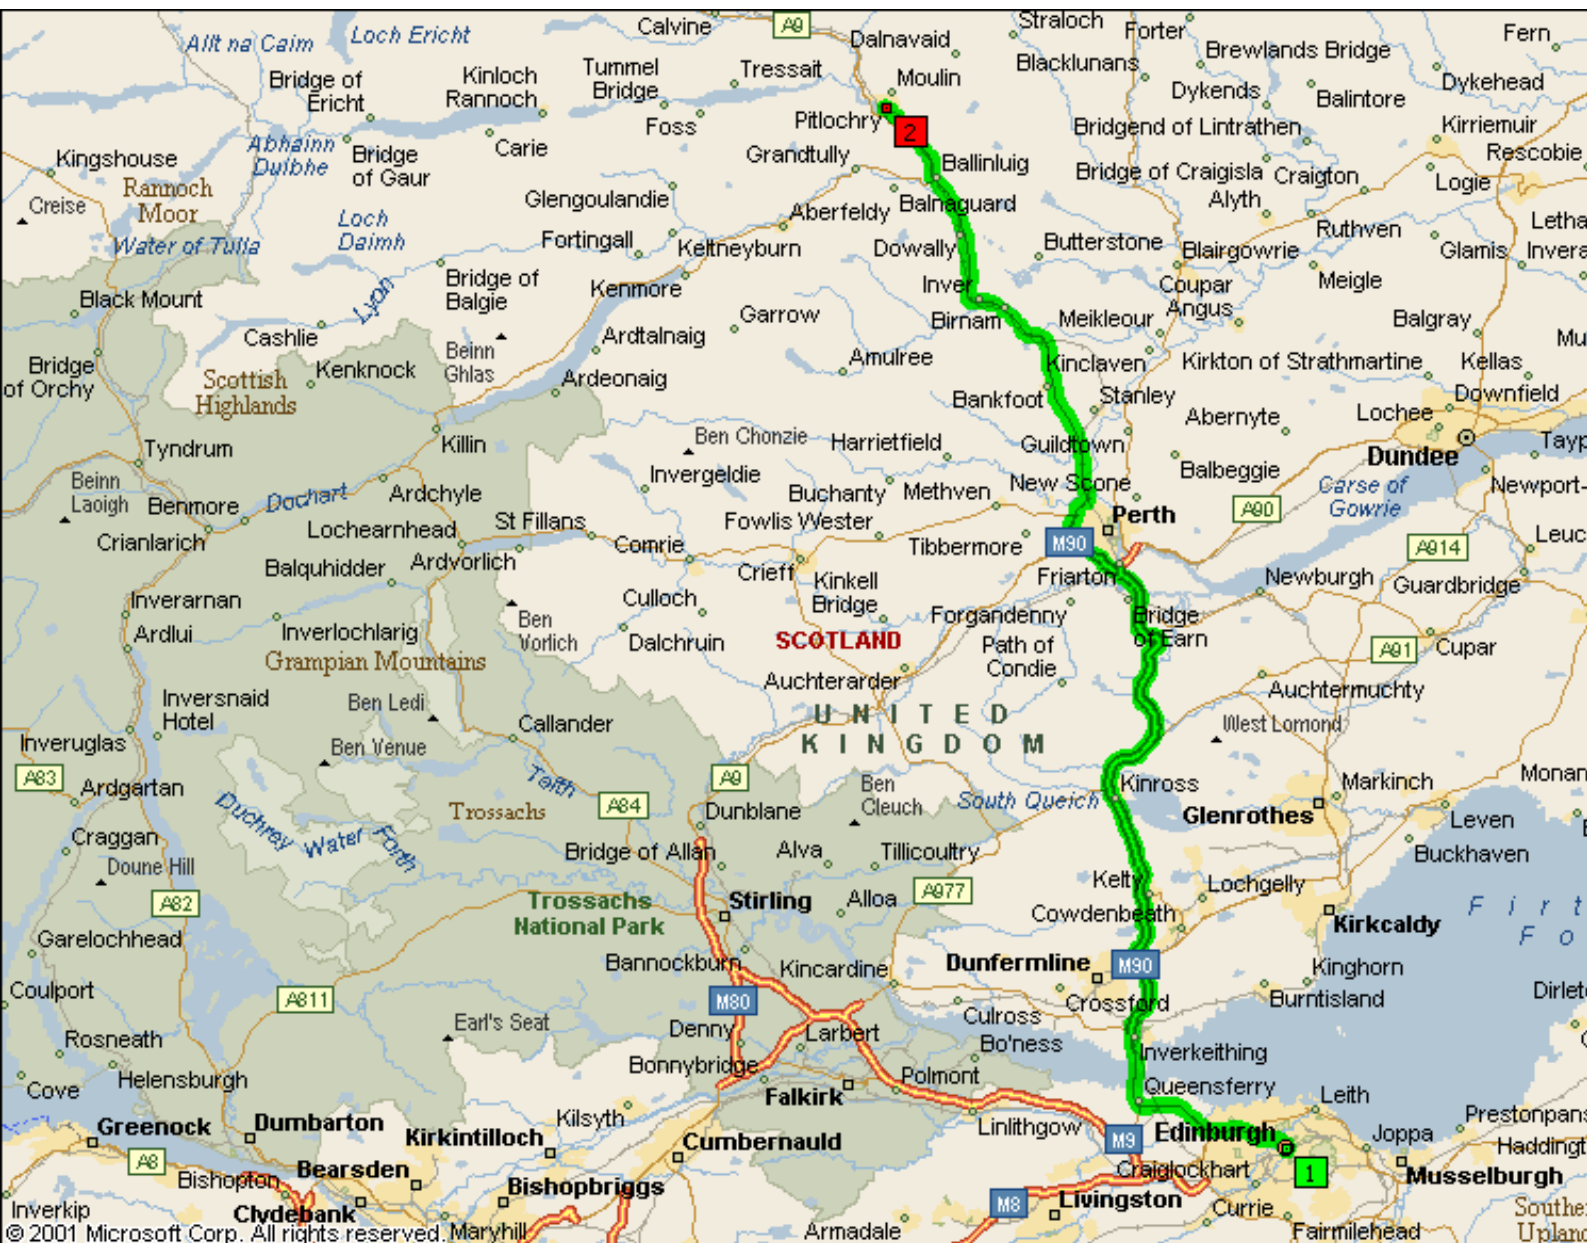 Calvine
A9
Dalnavaid
Straloch
Forter
Brewlands Bridge
Fern
Allt na Caim
Loch Ericht
Bridge of
Ericht
Kinloch
Rannoch
Tummel
Bridge
Tressait
Moulin
Blacklunans
Dykends
Balintore
Dykehead
Foss
Pitlochry
2
Bridgend of Lintrathen
Kirriemuir
Kingshouse
Abhainn
Duibhe
Bridge
of Gaur
Carie
Grandtully
Ballinluig
Bridge of Craigisla
Craigton
Rescobie
Logie
Rannoch
Moor
Creise
Glengoulandie
Aberfeldy
Balnaguard
Alyth
Ruthven
Letha
Loch
Daimh
Water of Tulla
Fortingall
Keltneyburn
Dowally
Butterstone
Blairgowrie
Glamis
Invera
Black Mount
Lyon
Bridge of
Balgie
Kenmore
Inver
Coupar
Angus
Meigle
Cashlie
Garrow
Birnam
Meikleour
Balgray
Mu
Bridge
of Orchy
Kenknock
Beinn
Ghlas
Ardtalnaig
Amulree
Kinclaven
Kirkton of Strathmartine
Kellas
Scottish
Highlands
Ardeonaig
Bankfoot
Stanley
Abernyte
Lochee
Downfield
Tyndrum
Killin
Ben Chonzie
Harrietfield
Guildtown
Balbeggie
Dundee
Tayp
Beinn
Laoigh
Benmore
Dochart
Ardchyle
Invergeldie
Buchanty
Methven
New Scone
Carse of
Gowrie
Newport-
Crianlarich
Lochearnhead
St Fillans
Fowlis Wester
Perth
A90
Balquhidder
Ardvorlich
Comrie
Crieff
Tibbermore
M90
A914
Leuc
Inverarnan
Kinkell
Bridge
Friarton
Newburgh
Guardbridge
Ardlui
Inverlochlarig
Ben
Vorlich
Culloch
Dalchruin
Forgandenny
Bridge
of Earn
Grampian Mountains
SCOTLAND
Path of
Condie
A91
Cupar
Inversnaid
Hotel
Ben Ledi
Auchterarder
Auchtermuchty
UNITED
KINGDOM
Callander
West Lomond
Inveruglas
Ben Venue
A83
Ardgartan
Teith
A84
A9
Ben
Cleuch
South Queich
Kinross
Markinch
Monan
Duchrey Water
Forth
Trossachs
Dunblane
Glenrothes
Leven
Craggan
Doune Hill
Bridge of Allan
Alva
Tillicoultry
Buckhaven
A82
Trossachs
National Park
Stirling
Alloa
A977
Kelty
Lochgelly
Cowdenbeath
Kirkcaldy
Firt
Fo
Garelochhead
Bannockburn
Kincardine
Dunfermline
M90
Kinghorn
Coulport
A811
M80
Crossford
Burntisland
Dirlet
Rosneath
Earl's Seat
Denny
Larbert
Culross
Bo'ness
Inverkeithing
Cove
Helensburgh
Bonnybridge
Polmont
Queensferry
Leith
Greenock
Dumbarton
Kilsyth
Falkirk
Linlithgow
M9
Edinburgh
Joppa
Prestonpans
Haddingt
A8
Kirkintilloch
Cumbernauld
Craiglockhart
1
Musselburgh
Bishopton
Bearsden
Bishopbriggs
M8
Livingston
Currie
Southe
Uplan
Inverkip
Clydebank
Maryhill
Armadale
Fairmilehead
© 2001 Microsoft Corp. All rights reserved.